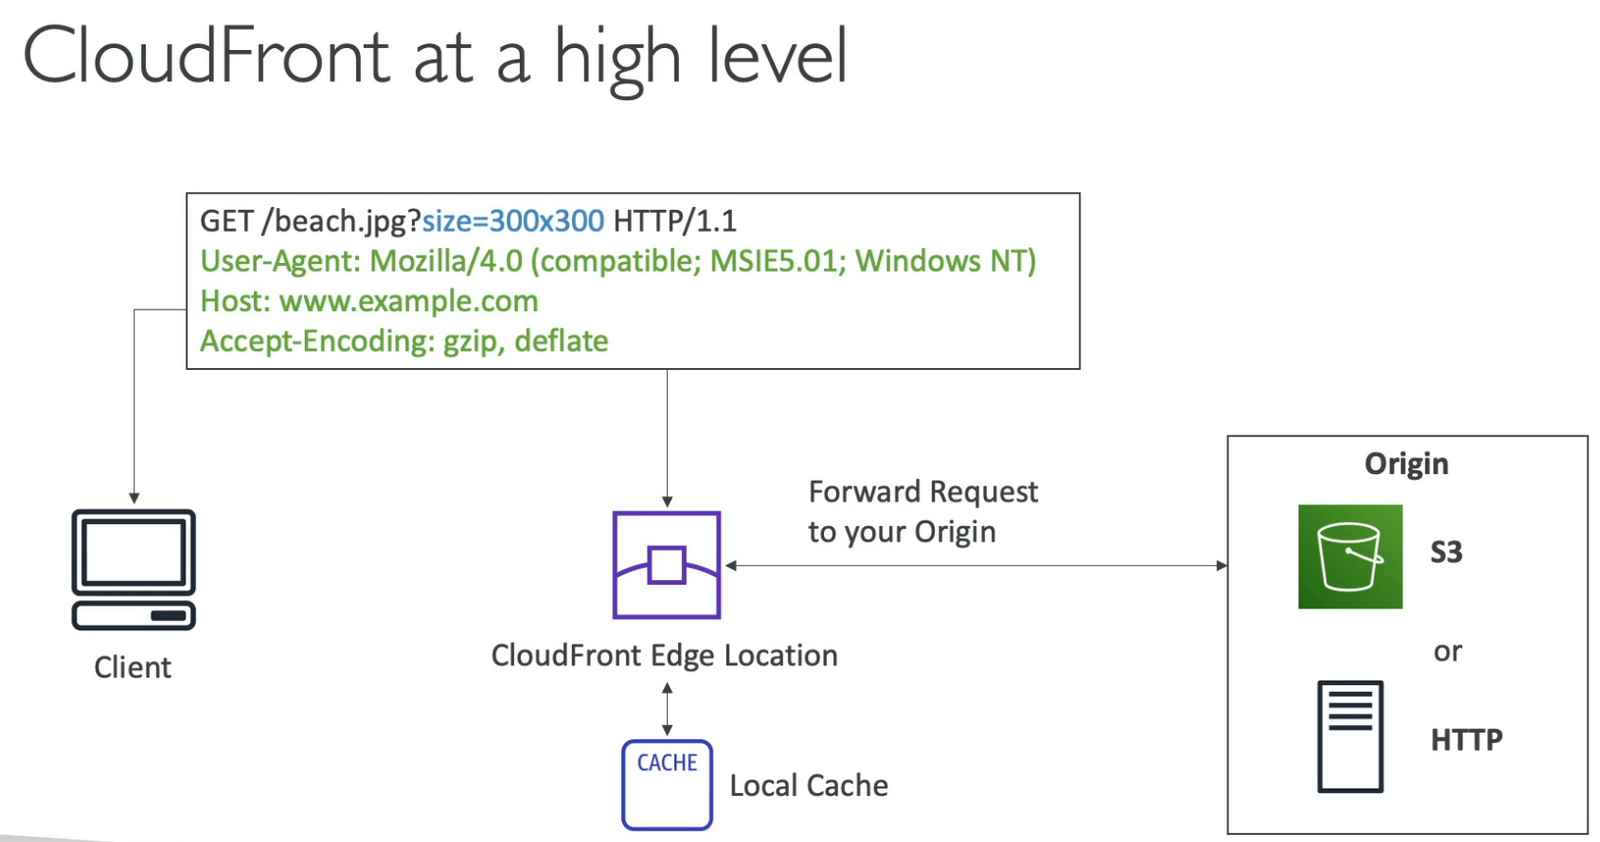 CloudFront at a high level
GET /beach.jpg?size=300x300 HTTP/1.1
User-Agent: Mozilla/4.0 (compatible; MSIE5.01; Windows NT)
Host: www.example.com
Accept-Encoding: gzip, deflate
Client
CloudFront Edge Location
CACHE
Local Cache
Forward Request
to your Origin
Origin
S3
or
HTTP